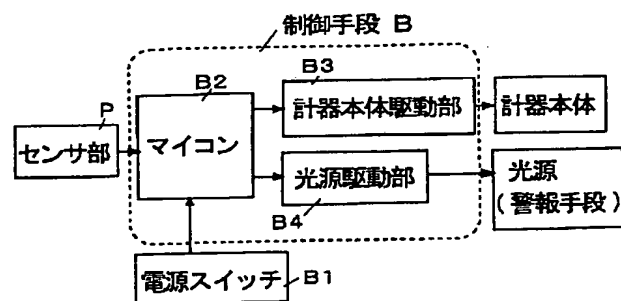 制御手段 B
B3
B2
P
計器本体駆動部
計器本体
センサ部
マイコン
光源駆動部
光源
(警報手段)
B4
電源スイッチ
B1